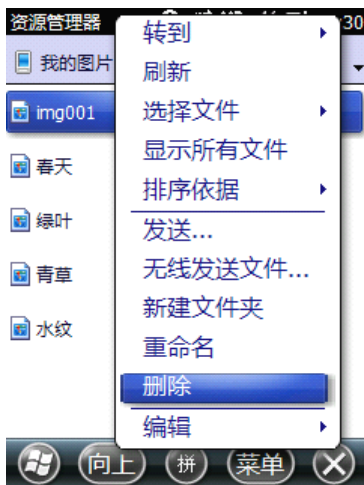 资源管理器
30
我的图片
img001
春天
绿叶
青草
水纹
转到
刷新
选择文件
显示所有文件
排序依据
发送...
无线发送文件...
新建文件夹
重命名
删除
编辑
向上
拼
菜单